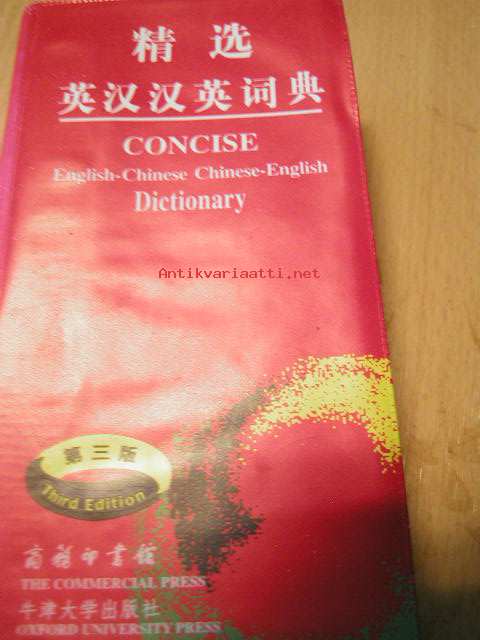 精选
英汉汉英词典
CONCISE
English-Chinese Chinese-English
Dictionary
Antikvariaatti.net
第三版
Third Edition
商务印书馆
THE COMMERCIAL PRESS
牛津大学出版社
OXFORD UNIVERSITY PRESS